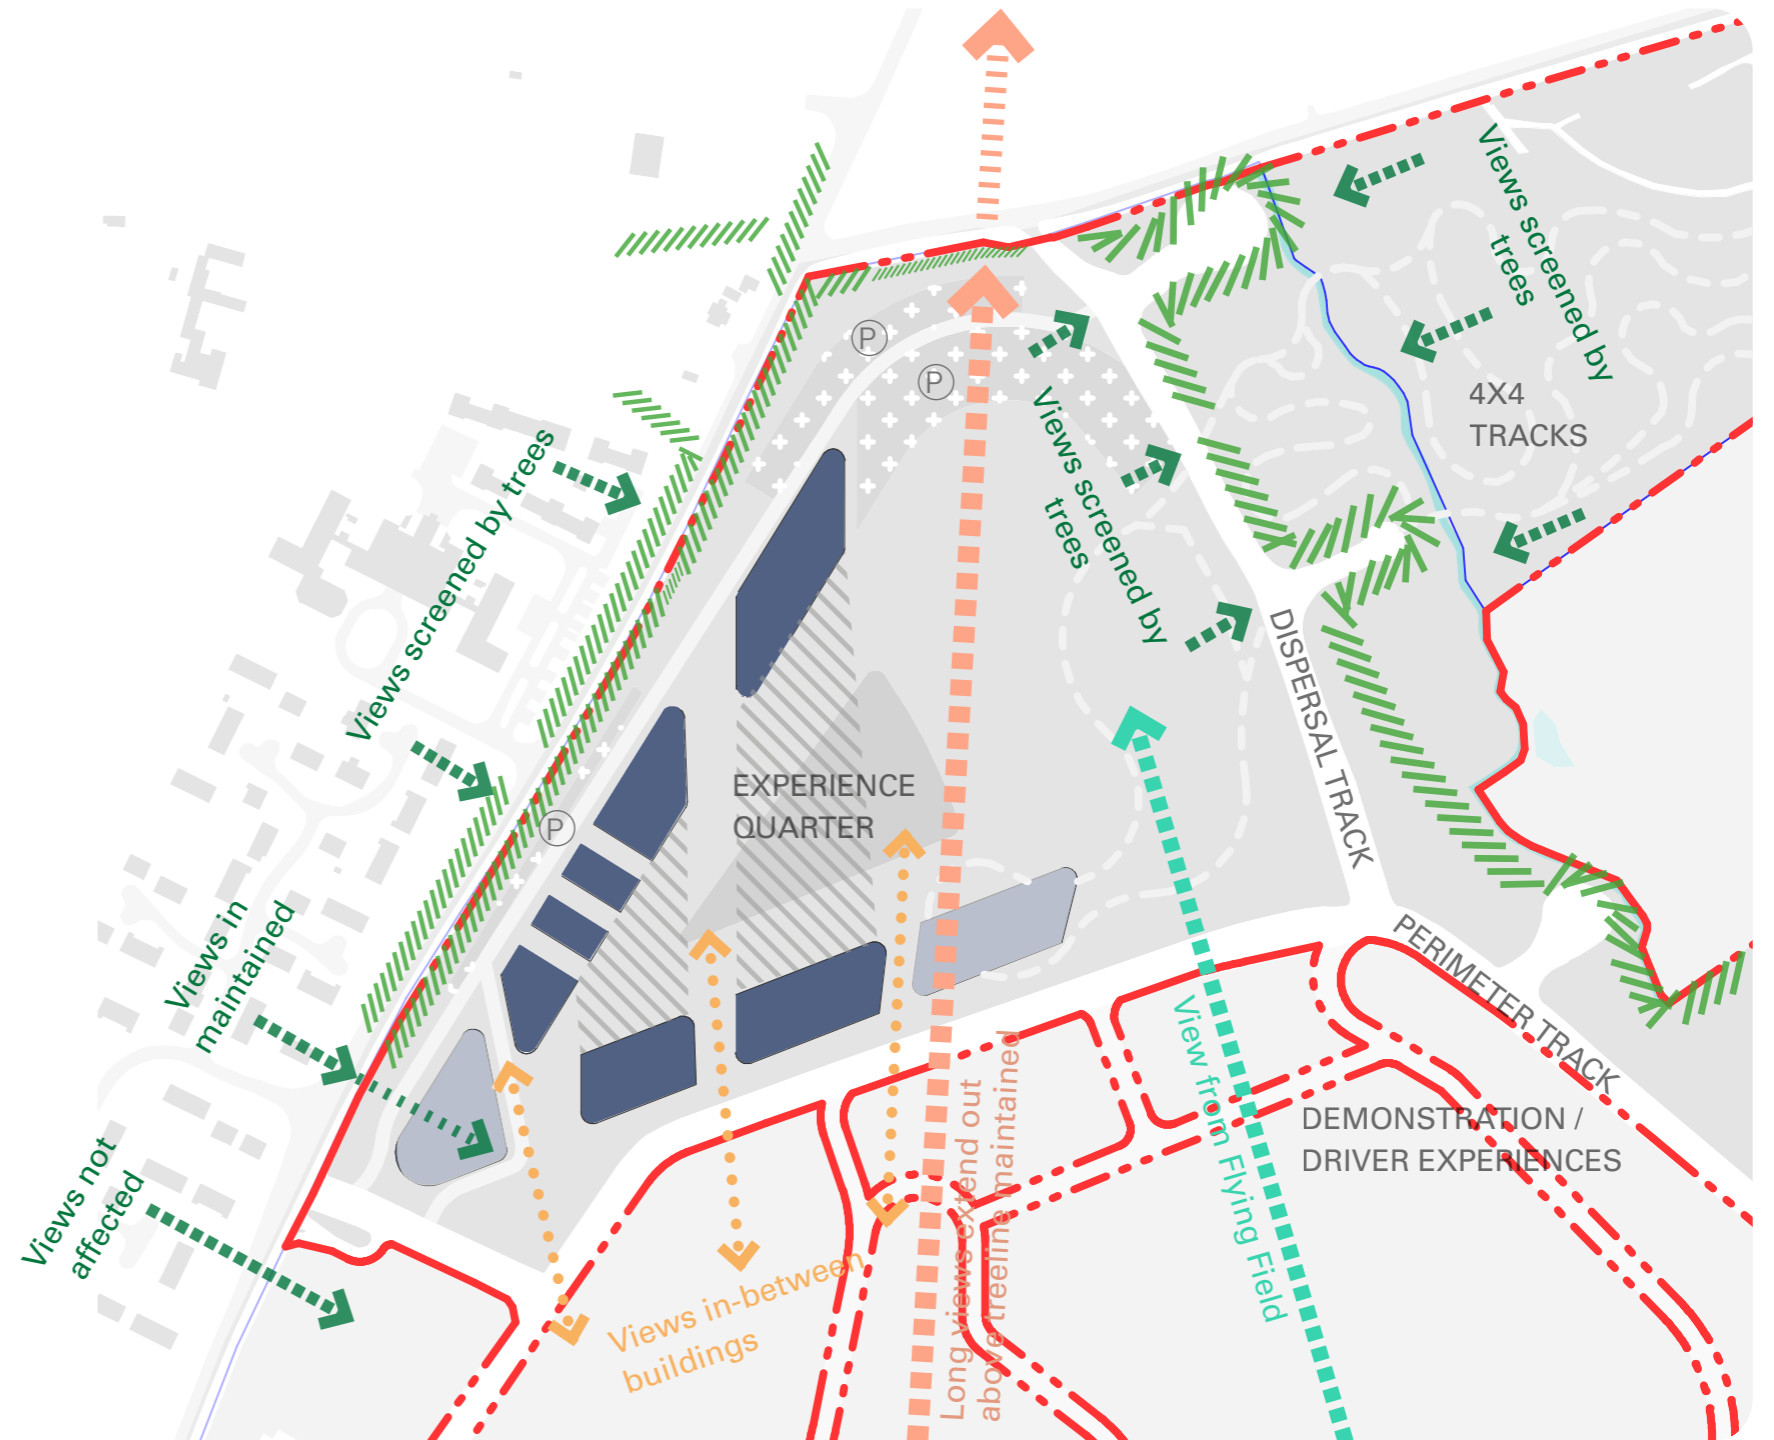 Views screened by
trees
4X4
TRACKS
P
P
Views screened by
trees
Views screened by trees
DISPERSAL TRACK
EXPERIENCE
QUARTER
P
Views in
maintained
PERIMETER TRACK
View from Flying Field
Long views extend out
above treeline maintained
DEMONSTRATION /
DRIVER EXPERIENCES
Views not
affected
Views in-between
buildings